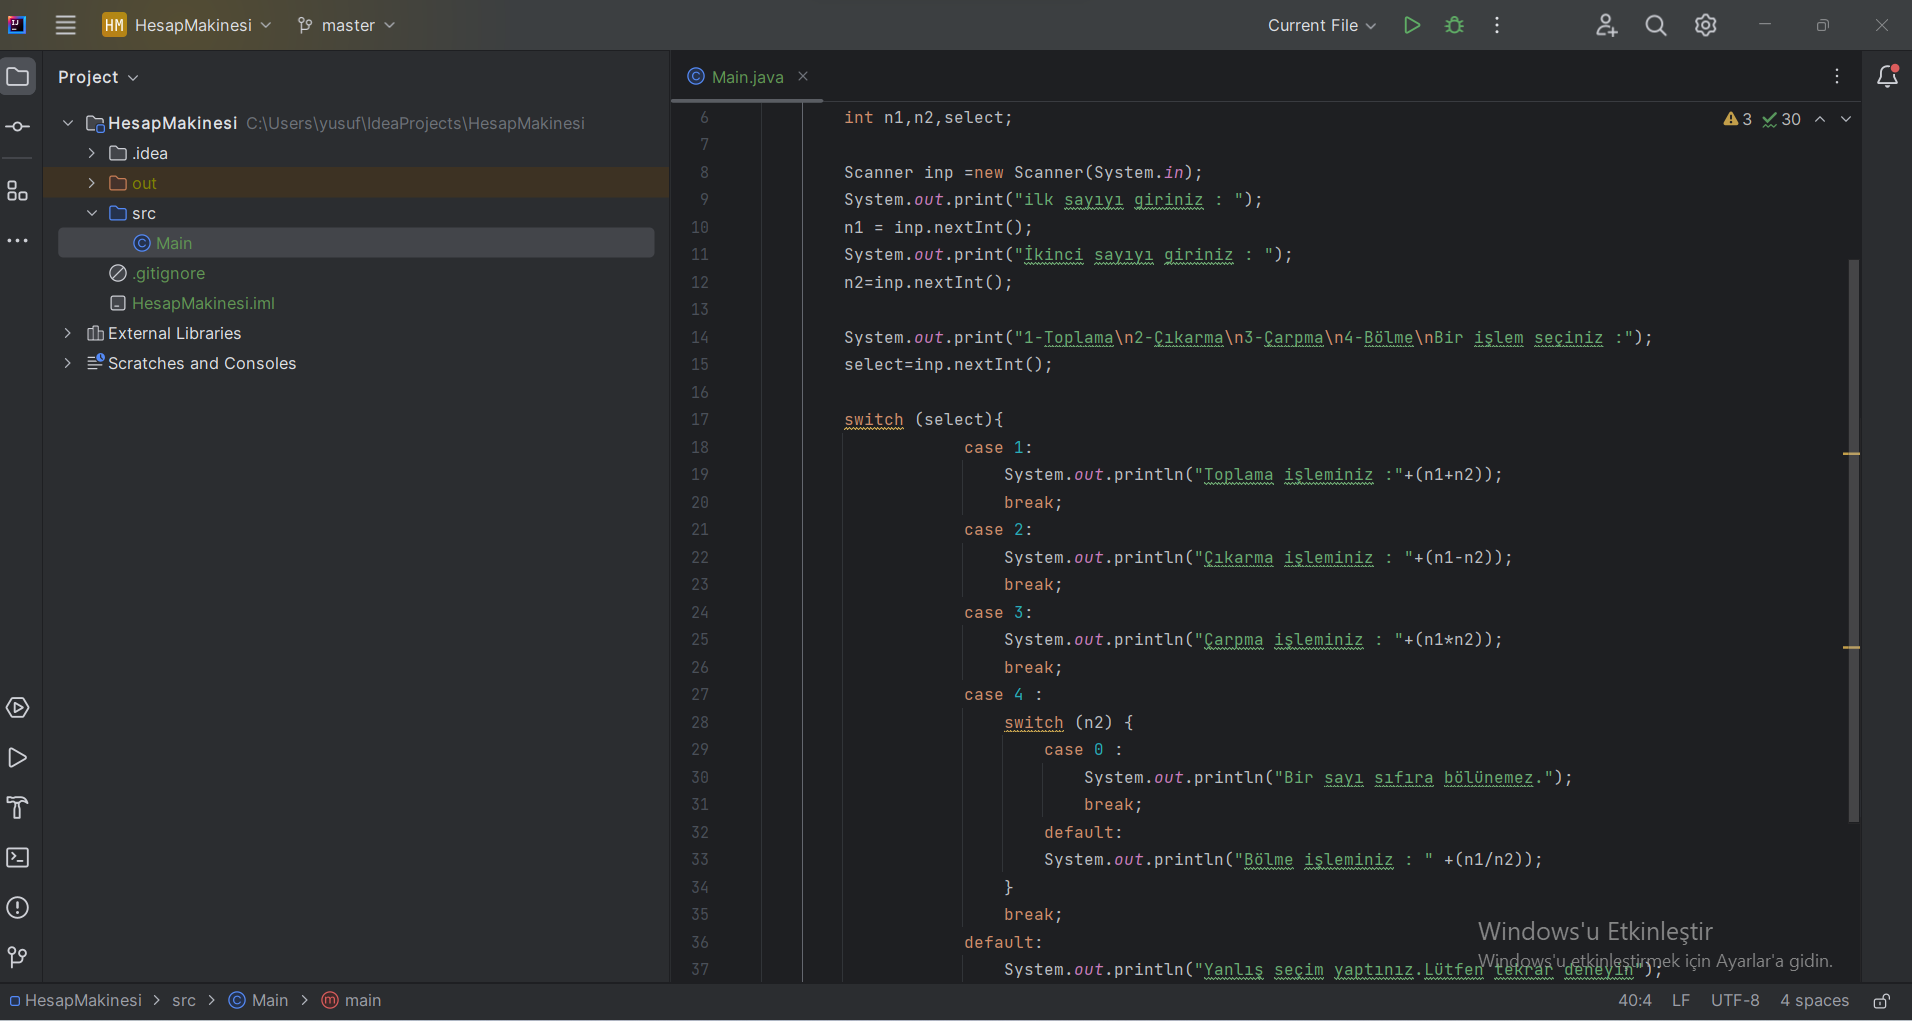 HM HesapMakinesi master Current File
Project
HesapMakinesi C:\Users\yusuf\IdeaProjects\HesapMakinesi
.idea
out
src
Main
.gitignore
HesapMakinesi.iml
External Libraries
Scratches and Consoles
Main.java
3 30
6 int n1,n2,select;
7
8 Scanner inp =new Scanner(System.in);
9 System.out.print("ilk sayıyı giriniz : ");
10 n1 = inp.nextInt();
11 System.out.print("İkinci sayıyı giriniz : ");
12 n2=inp.nextInt();
13
14 System.out.print("1-Toplama\n2-Çıkarma\n3-Çarpma\n4-Bölme\nBir işlem seçiniz :");
15 select=inp.nextInt();
16
17 switch (select){
18 case 1:
19 System.out.println("Toplama işleminiz :"+(n1+n2));
20 break;
21 case 2:
22 System.out.println("Çıkarma işleminiz : "+(n1-n2));
23 break;
24 case 3:
25 System.out.println("Çarpma işleminiz : "+(n1*n2));
26 break;
27 case 4 :
28 switch (n2) {
29 case 0 :
30 System.out.println("Bir sayı sıfıra bölünemez.");
31 break;
32 default:
33 System.out.println("Bölme işleminiz : " +(n1/n2));
34 }
35 break;
36 default:
37 System.out.println("Yanlış seçim yaptınız.Lütfen tekrar deneyin");
Windows'u Etkinleştir
Windows'u etkinleştirmek için Ayarlar'a gidin.
HesapMakinesi > src > Main > main
40:4 LF UTF-8 4 spaces